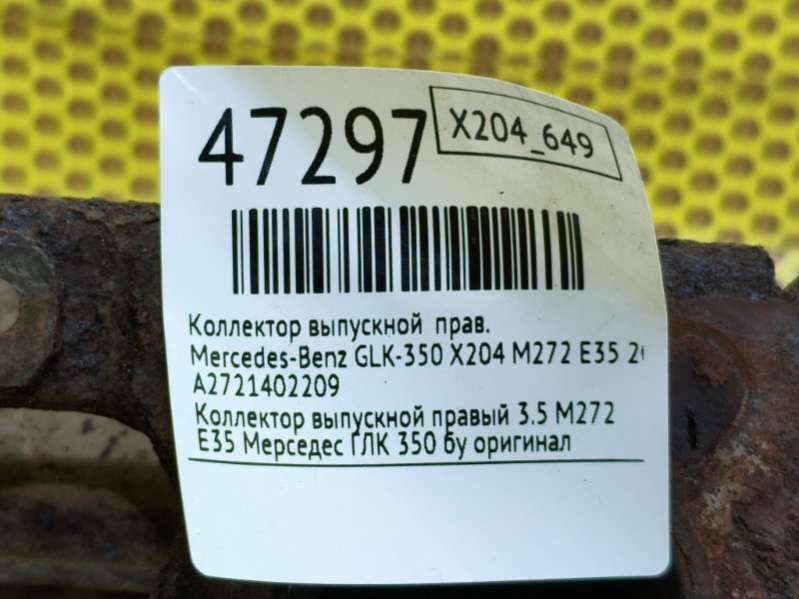 47297
X204_649
Коллектор выпускной прав.
Mercedes-Benz GLK-350 X204 M272 E35
A2721402209
Коллектор выпускной правый 3.5 M272
E35 Мерседес ГЛК 350 бу оригинал